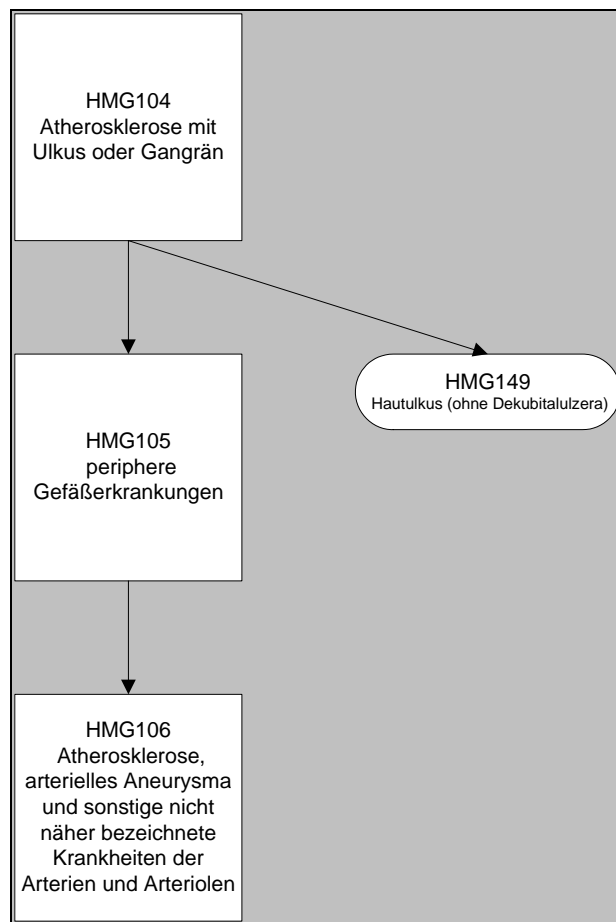 HMG104
Atherosklerose mit
Ulkus oder Gangrän
HMG149
Hautulkus (ohne Dekubitalulzera)
HMG105
periphere
Gefäßerkrankungen
HMG106
Atherosklerose,
arterielles Aneurysma
und sonstige nicht
näher bezeichnete
Krankheiten der
Arterien und Arteriolen